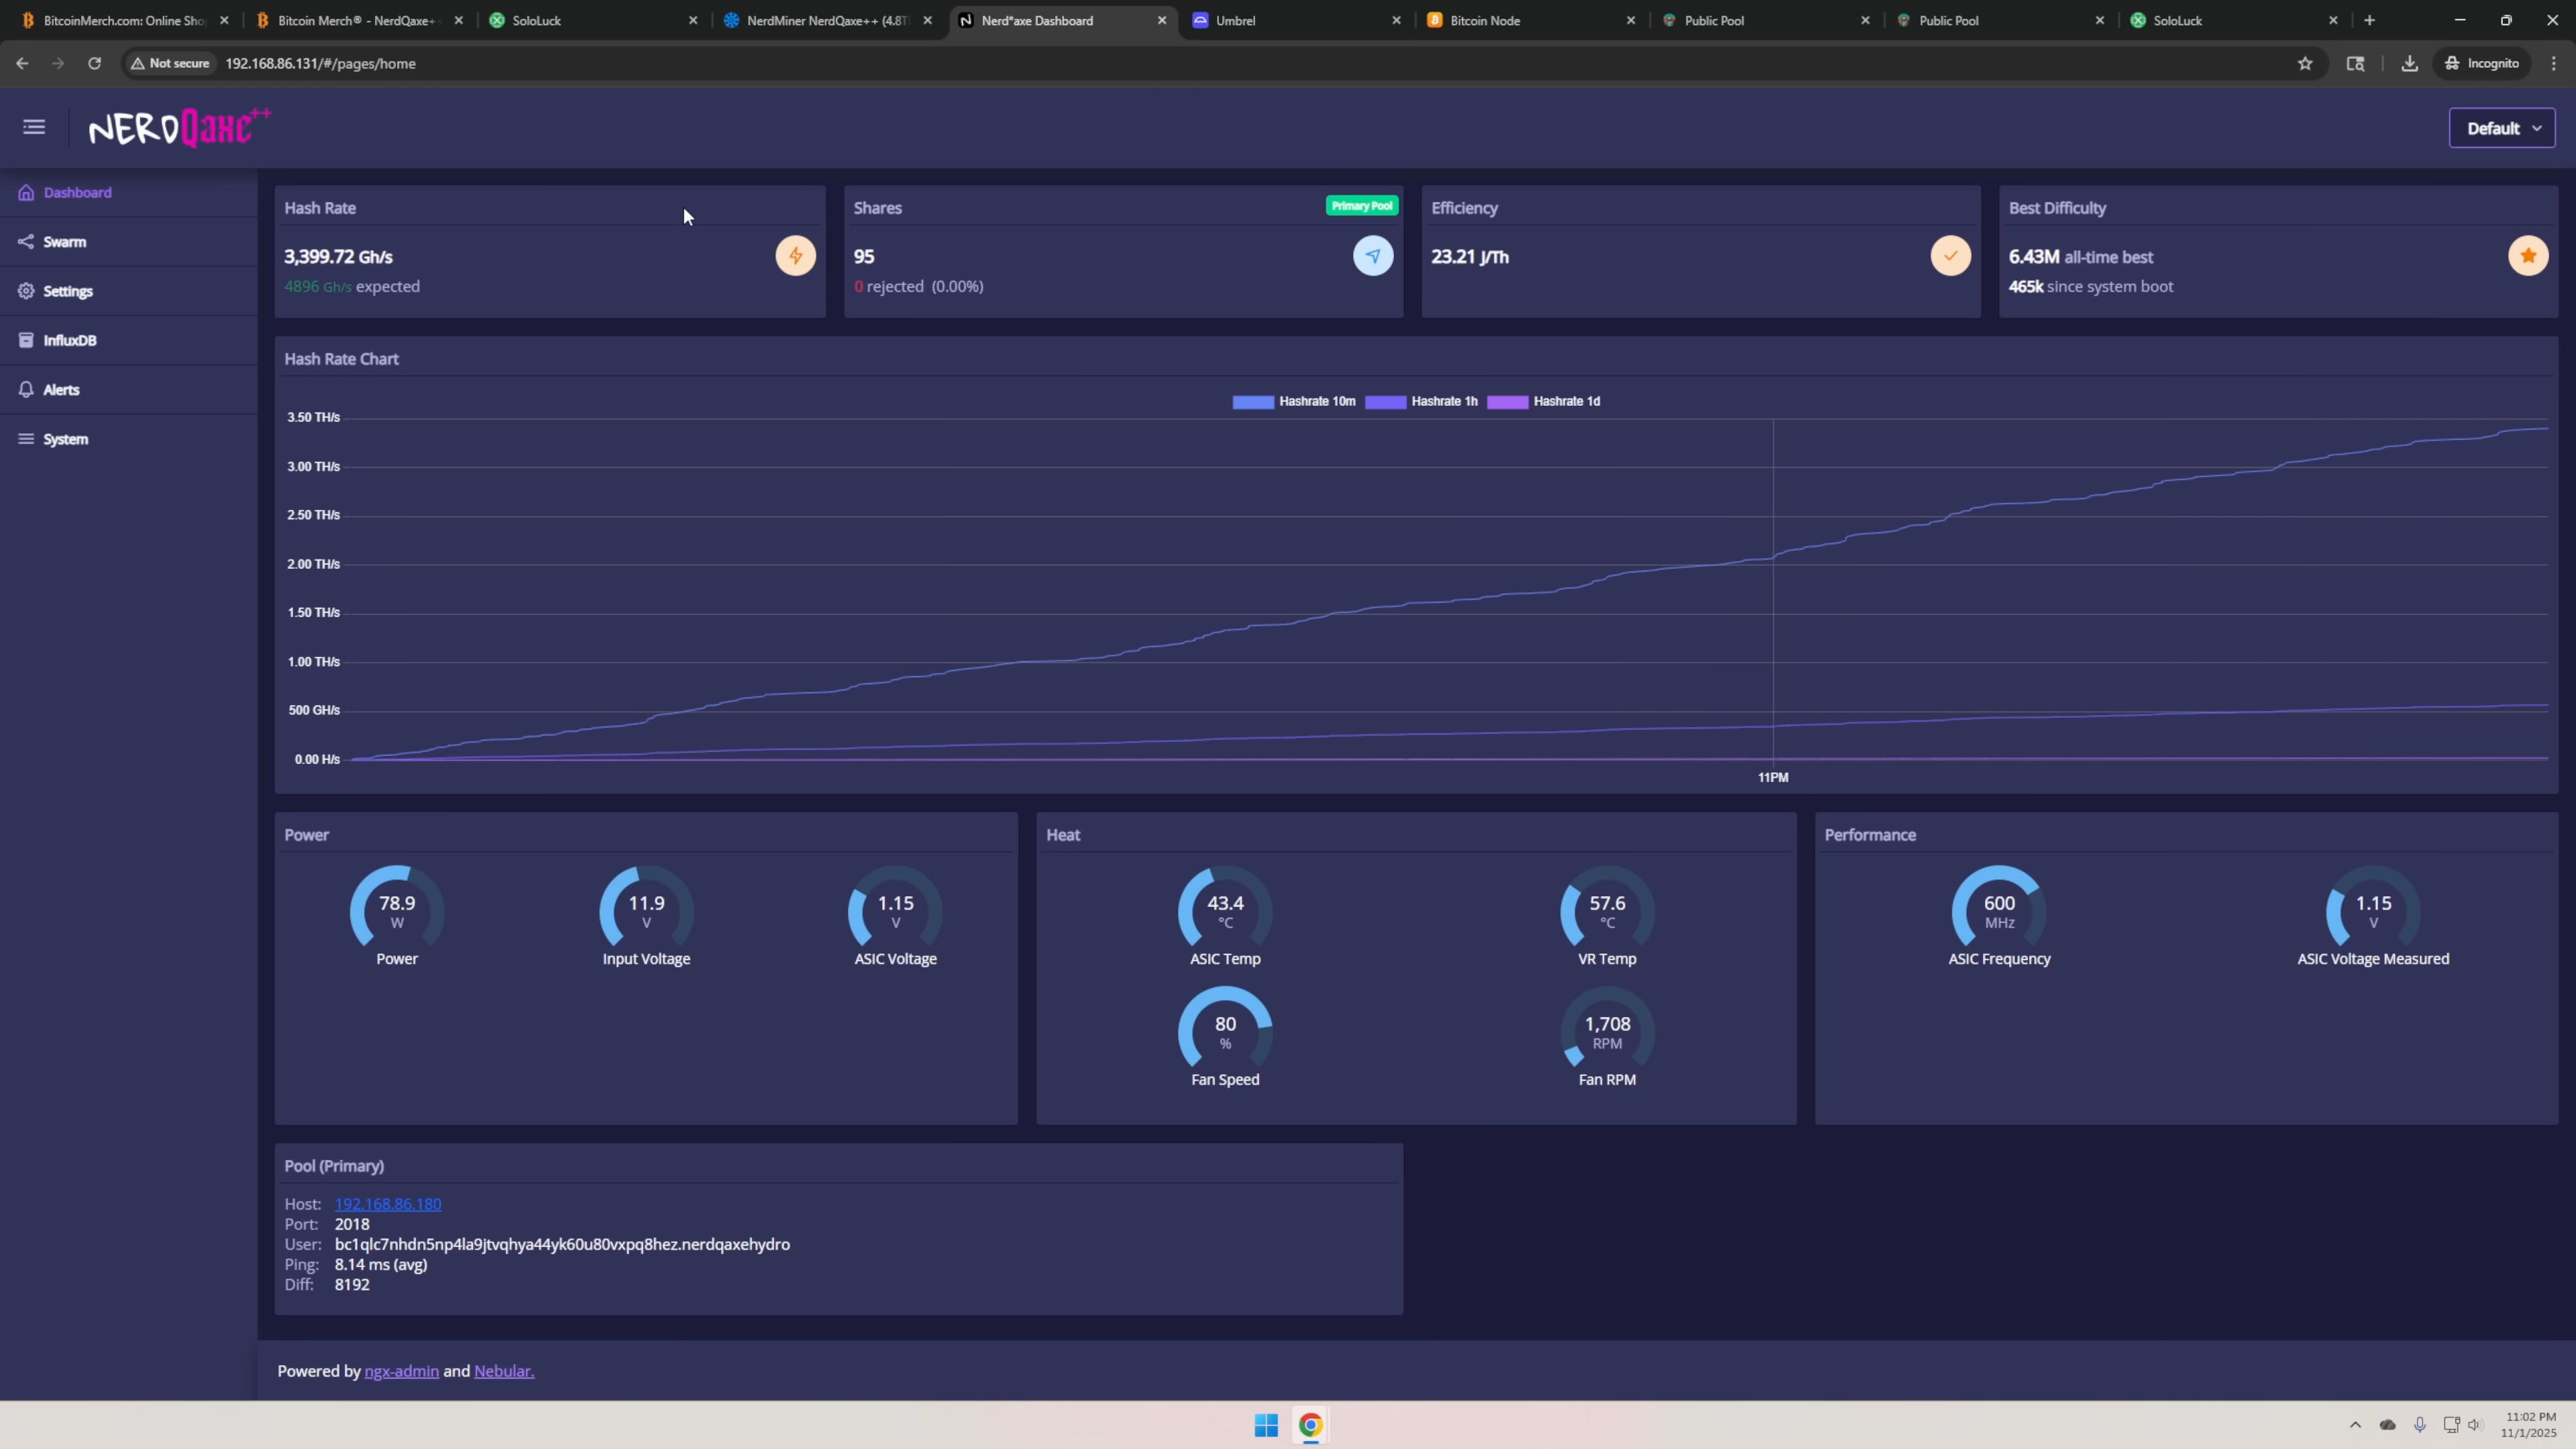 BitcoinMerch.com: Online Sho
Bitcoin Merch® - NerdQaxe++
SoloLuck
NerdMiner NerdQaxe++ (4.8T
Nerd*axe Dashboard
Umbrel
Bitcoin Node
Public Pool
Public Pool
SoloLuck
Not secure
192.168.86.131/#/pages/home
Incognito
NERDQaxe++
Default
Dashboard
Swarm
Settings
InfluxDB
Alerts
System
Hash Rate
3,399.72 Gh/s
4896 Gh/s expected
Shares
Primary Pool
95
0 rejected (0.00%)
Efficiency
23.21 J/Th
Best Difficulty
6.43M all-time best
465k since system boot
Hash Rate Chart
Hashrate 10m Hashrate 1h Hashrate 1d
3.50 TH/s
3.00 TH/s
2.50 TH/s
2.00 TH/s
1.50 TH/s
1.00 TH/s
500 GH/s
0.00 H/s
11PM
Power
78.9
W
Power
11.9
V
Input Voltage
1.15
V
ASIC Voltage
Heat
43.4
°C
ASIC Temp
57.6
°C
VR Temp
80
%
Fan Speed
1,708
RPM
Fan RPM
Performance
600
MHz
ASIC Frequency
1.15
V
ASIC Voltage Measured
Pool (Primary)
Host: 192.168.86.180
Port: 2018
User: bc1qlc7nhdn5np4la9jtvqhya44yk60u80vxpq8hez.nerdqaxehydro
Ping: 8.14 ms (avg)
Diff: 8192
Powered by ngx-admin and Nebular.
11:02 PM
11/1/2025